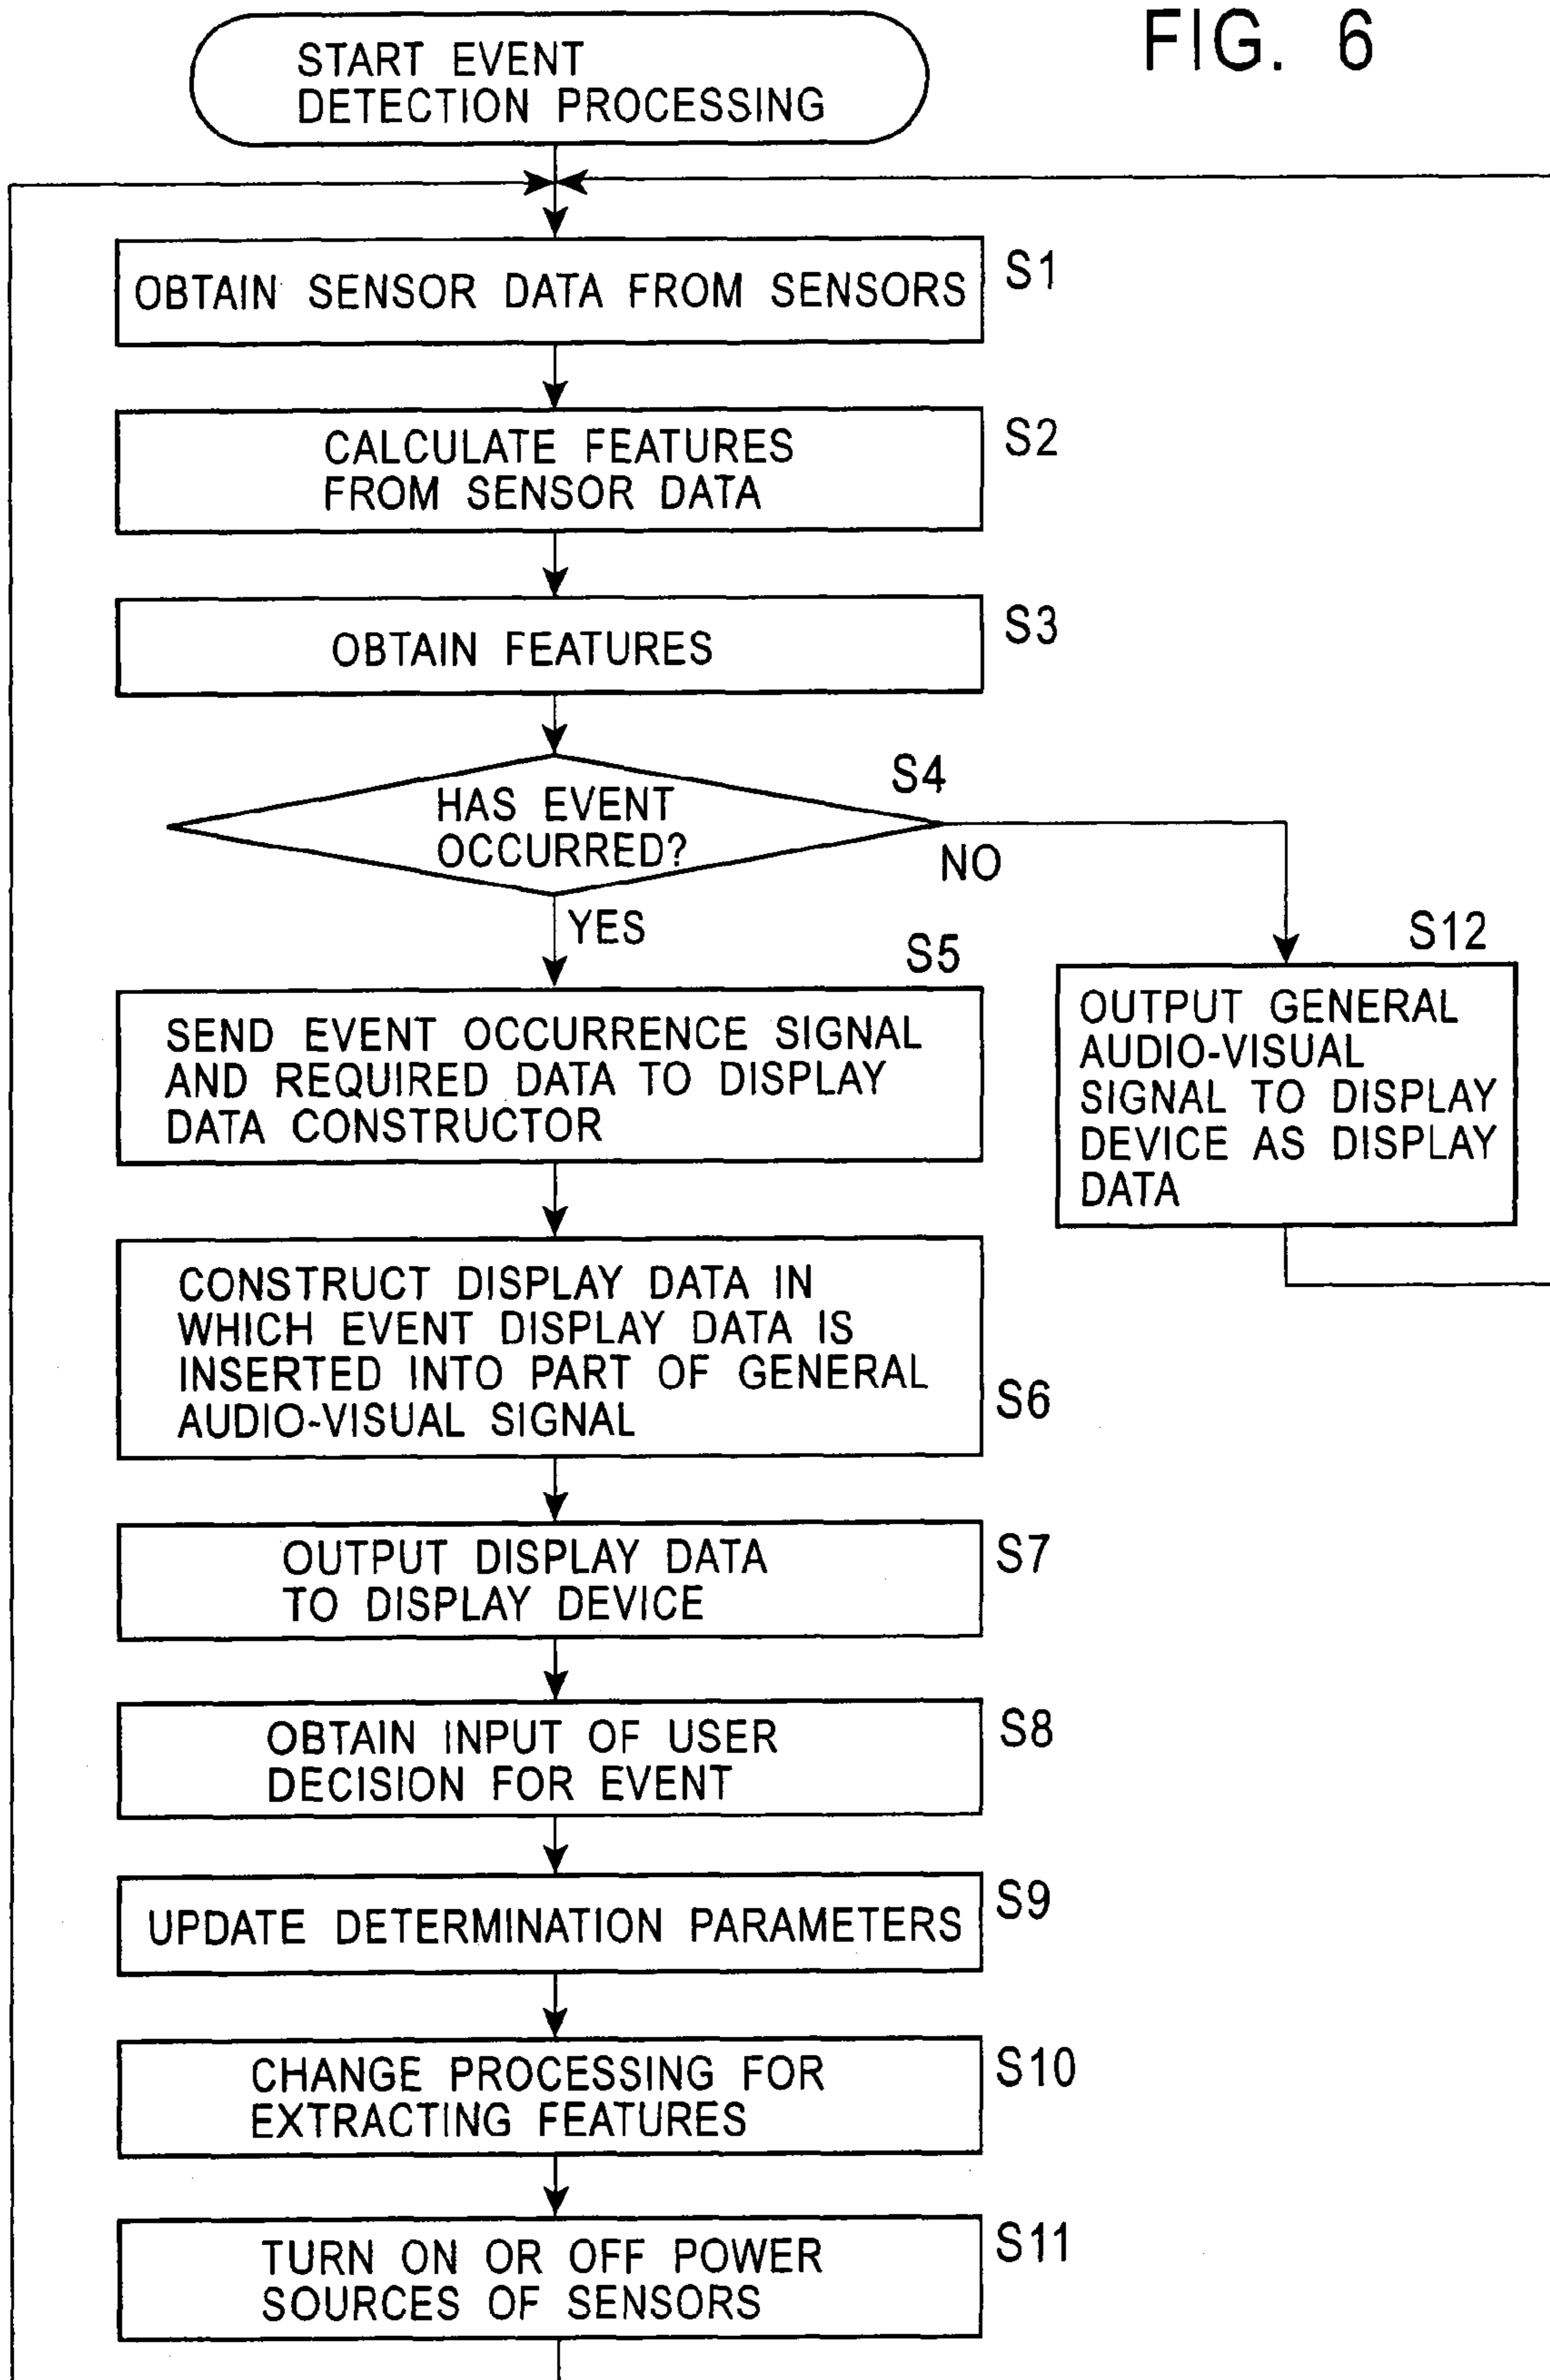 FIG. 6
START EVENT
DETECTION PROCESSING
OBTAIN SENSOR DATA FROM SENSORS
S1
CALCULATE FEATURES
FROM SENSOR DATA
S2
OBTAIN FEATURES
S3
HAS EVENT
OCCURRED?
S4
NO
YES
S5
SEND EVENT OCCURRENCE SIGNAL
AND REQUIRED DATA TO DISPLAY
DATA CONSTRUCTOR
S12
OUTPUT GENERAL
AUDIO-VISUAL
SIGNAL TO DISPLAY
DEVICE AS DISPLAY
DATA
CONSTRUCT DISPLAY DATA IN
WHICH EVENT DISPLAY DATA IS
INSERTED INTO PART OF GENERAL
AUDIO-VISUAL SIGNAL
S6
OUTPUT DISPLAY DATA
TO DISPLAY DEVICE
S7
OBTAIN INPUT OF USER
DECISION FOR EVENT
S8
UPDATE DETERMINATION PARAMETERS
S9
CHANGE PROCESSING FOR
EXTRACTING FEATURES
S10
TURN ON OR OFF POWER
SOURCES OF SENSORS
S11